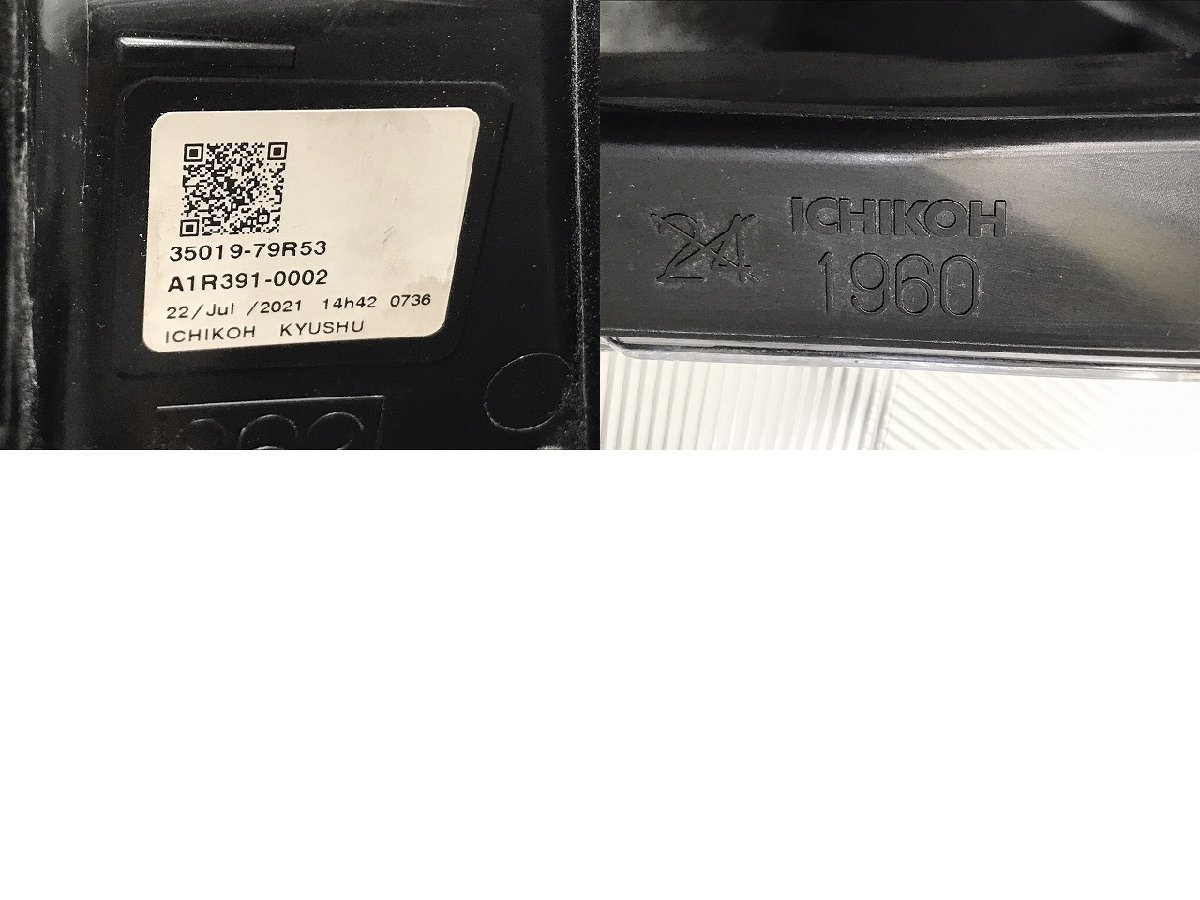 35019-79R53
A1R391-0002
22/Jul /2021 14h42 0736
ICHIKOH KYUSHU
24
ICHIKOH
1960